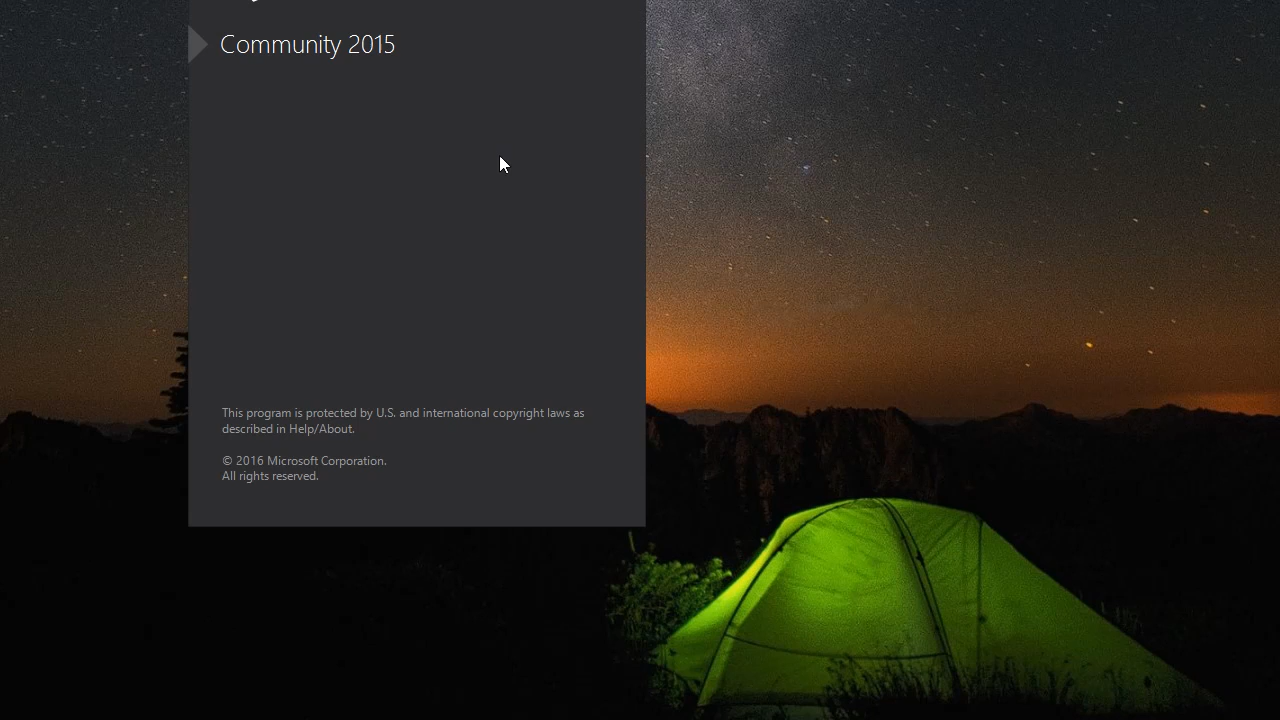 Community 2015
This program is protected by U.S. and international copyright laws as
described in Help/About.
© 2016 Microsoft Corporation.
All rights reserved.